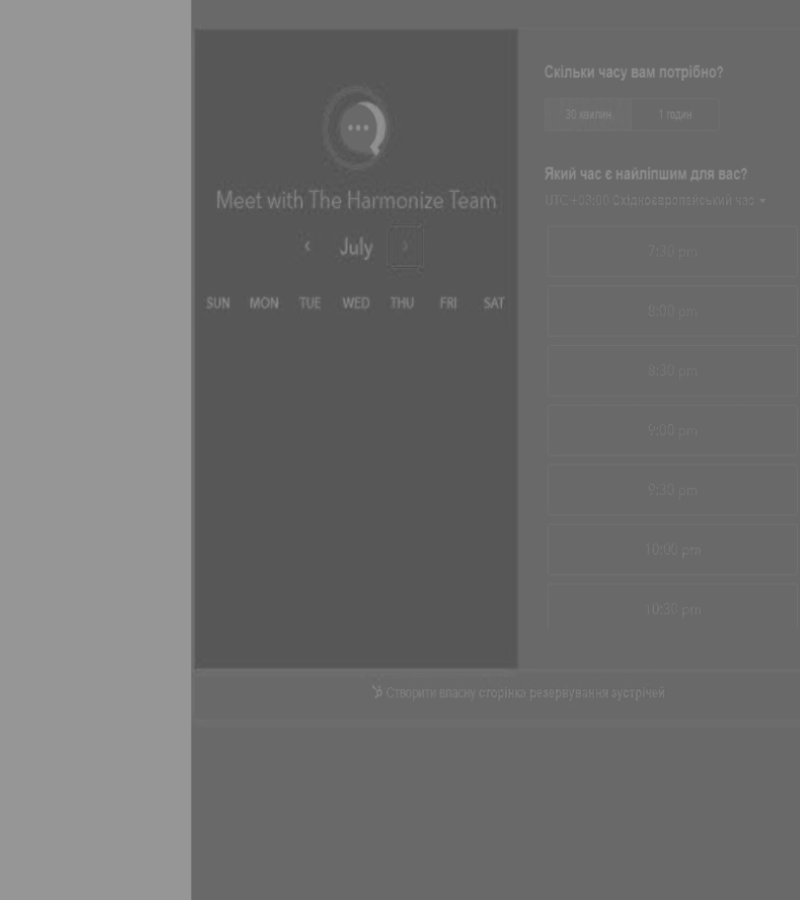 Meet with The Harmonize Team
‹ July ›
SUN MON TUE WED THU FRI SAT
Скільки часу вам потрібно?
30 хвилин 1 годин
Який час є найліпшим для вас?
UTC +03:00 Східноєвропейський час
7:30 pm
8:00 pm
8:30 pm
9:00 pm
9:30 pm
10:00 pm
10:30 pm
Створити власну сторінка резервування зустрічей